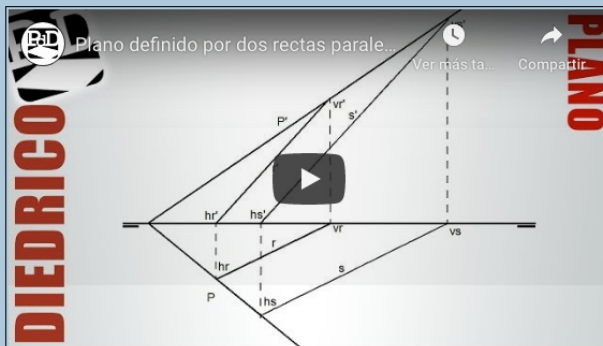 PDD
Plano definido por dos rectas parale...
Ver más ta...
Compartir
DIEDRICO
PLANO
vs'
vr'
P'
s'
hr'
hs'
vr
vs
hr
r
s
P
hs